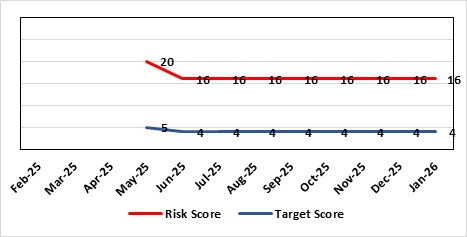 20
16 16 16 16 16 16 16 16
5
4 4 4 4 4 4 4 4
Feb-25 Mar-25 Apr-25 May-25 Jun-25 Jul-25 Aug-25 Sep-25 Oct-25 Nov-25 Dec-25 Jan-26
Risk Score Target Score